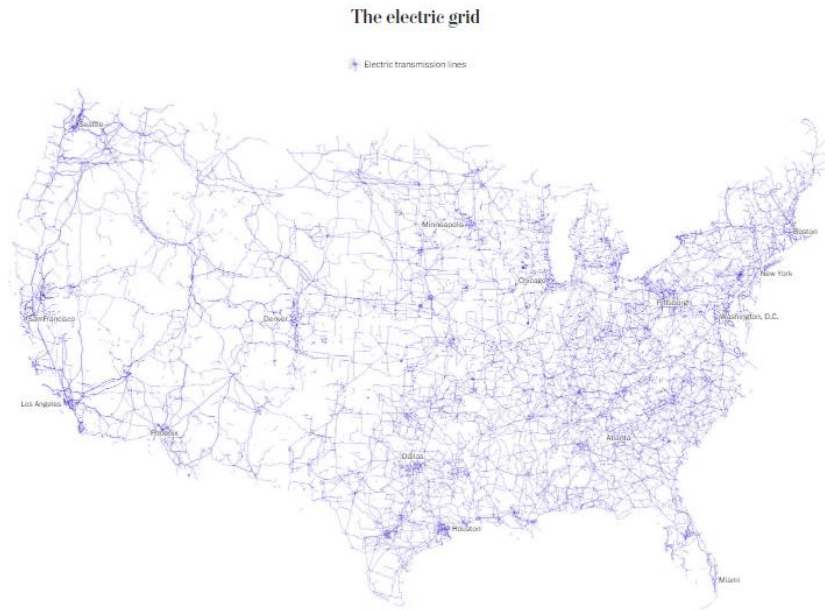 The electric grid
Electric transmission lines
Seattle
Minneapolis
Boston
New York
Chicago
Pittsburgh
San Francisco
Denver
Washington, D.C.
Los Angeles
Phoenix
Atlanta
Dallas
Houston
Miami